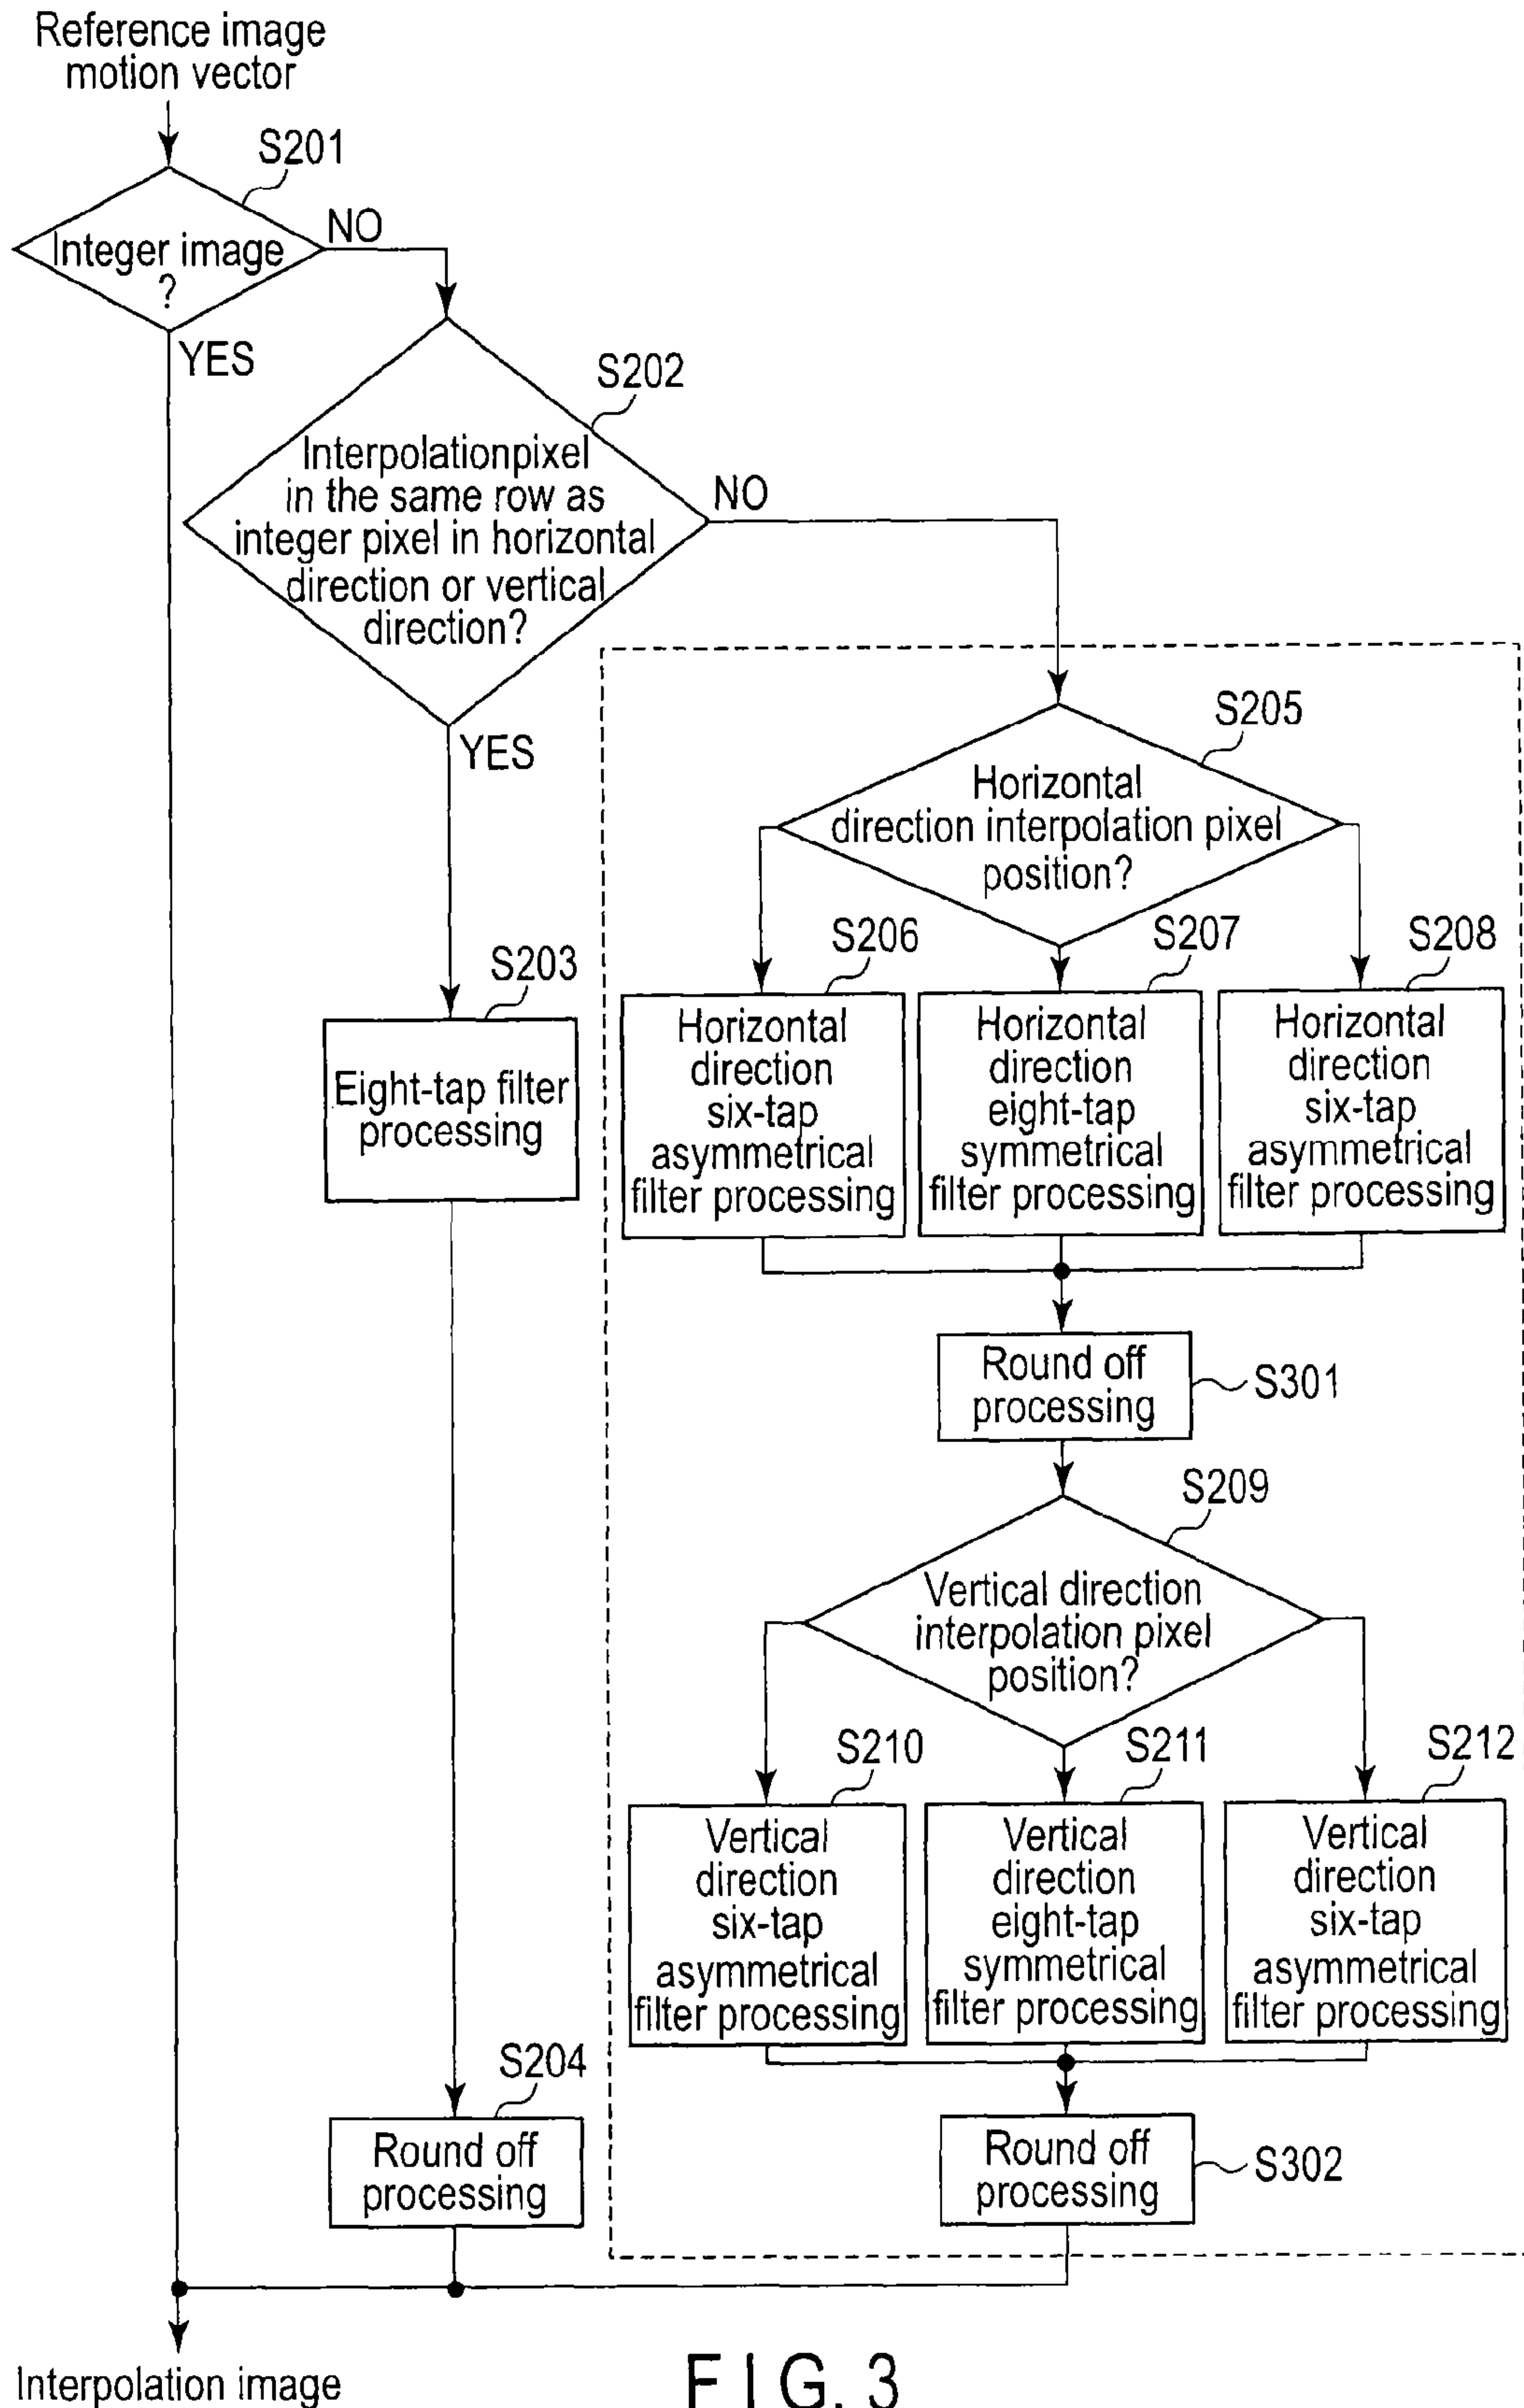 Reference image
motion vector
S201
Integer image
?
NO
YES
S202
Interpolationpixel
in the same row as
integer pixel in horizontal
direction or vertical
direction?
NO
YES
S205
Horizontal
direction interpolation pixel
position?
S203
Eight-tap filter
processing
S206
Horizontal
direction
six-tap
asymmetrical
filter processing
S207
Horizontal
direction
eight-tap
symmetrical
filter processing
S208
Horizontal
direction
six-tap
asymmetrical
filter processing
Round off
processing
S301
S209
Vertical direction
interpolation pixel
position?
S210
Vertical
direction
six-tap
asymmetrical
filter processing
S211
Vertical
direction
eight-tap
symmetrical
filter processing
S212
Vertical
direction
six-tap
asymmetrical
filter processing
S204
Round off
processing
Round off
processing
S302
Interpolation image
FIG. 3